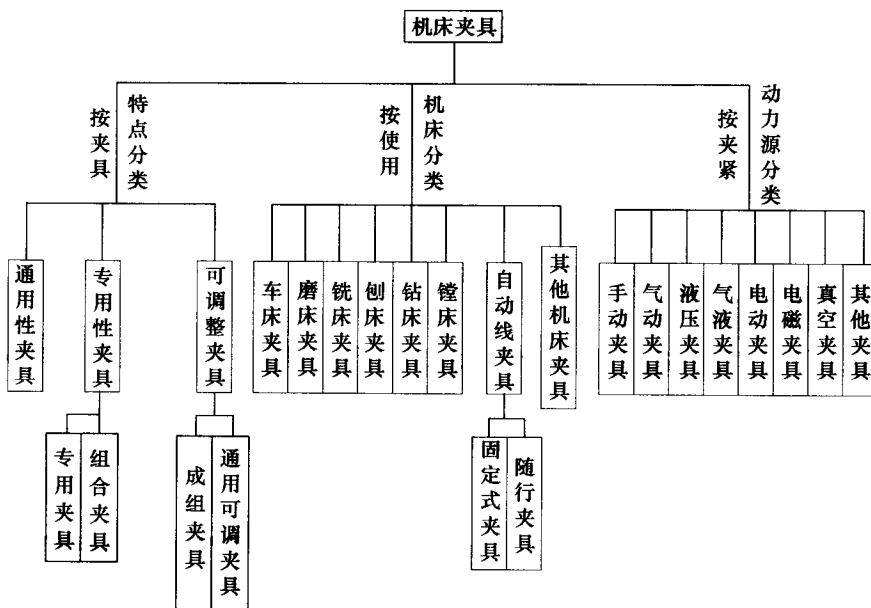 机床夹具
按夹具
特点分类
按使用
机床分类
按夹紧
动力源分类
通用性夹具
专用性夹具
可调整夹具
车床夹具
磨床夹具
铣床夹具
刨床夹具
钻床夹具
镗床夹具
自动线夹具
其他机床夹具
手动夹具
气动夹具
液压夹具
气液夹具
电动夹具
电磁夹具
真空夹具
其他夹具
专用夹具
组合夹具
成组夹具
通用可调夹具
固定式夹具
随行夹具